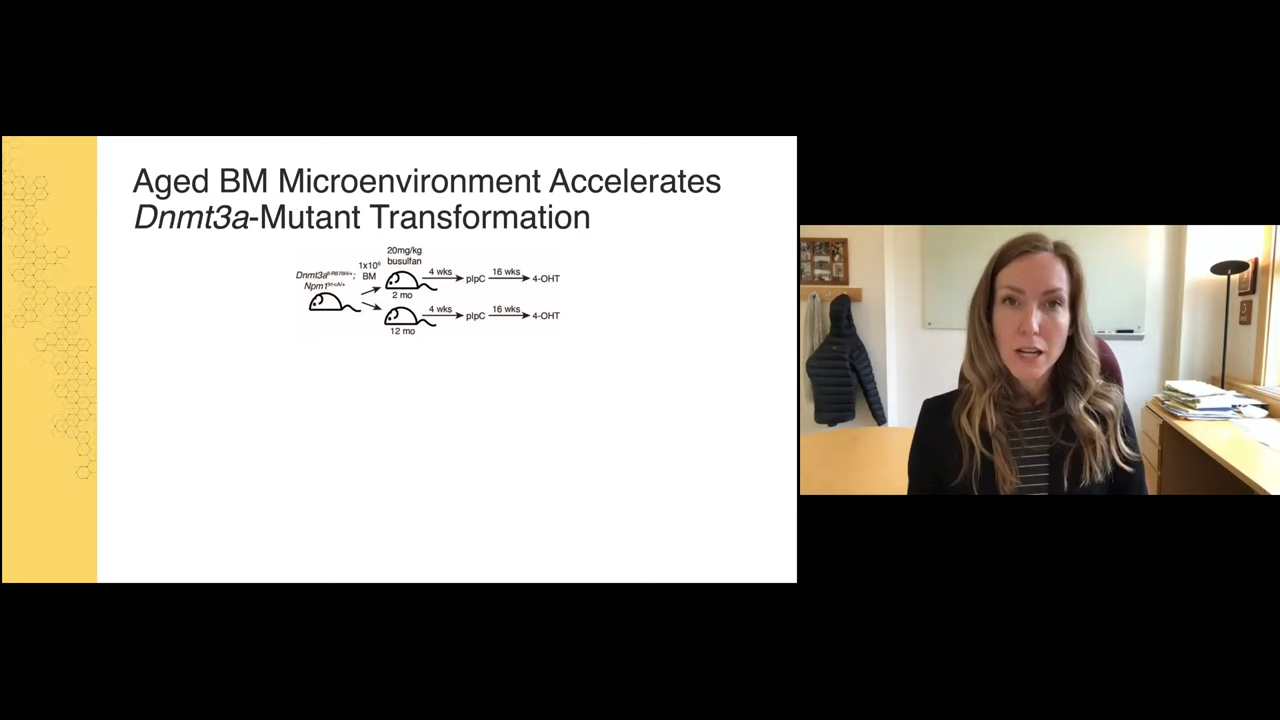 Aged BM Microenvironment Accelerates
Dnmt3a-Mutant Transformation
20mg/kg
busulfan
1x10⁶
BM
Npm1
4 wks
pIpC
16 wks
4-OHT
2 mo
4 wks
pIpC
16 wks
4-OHT
12 mo